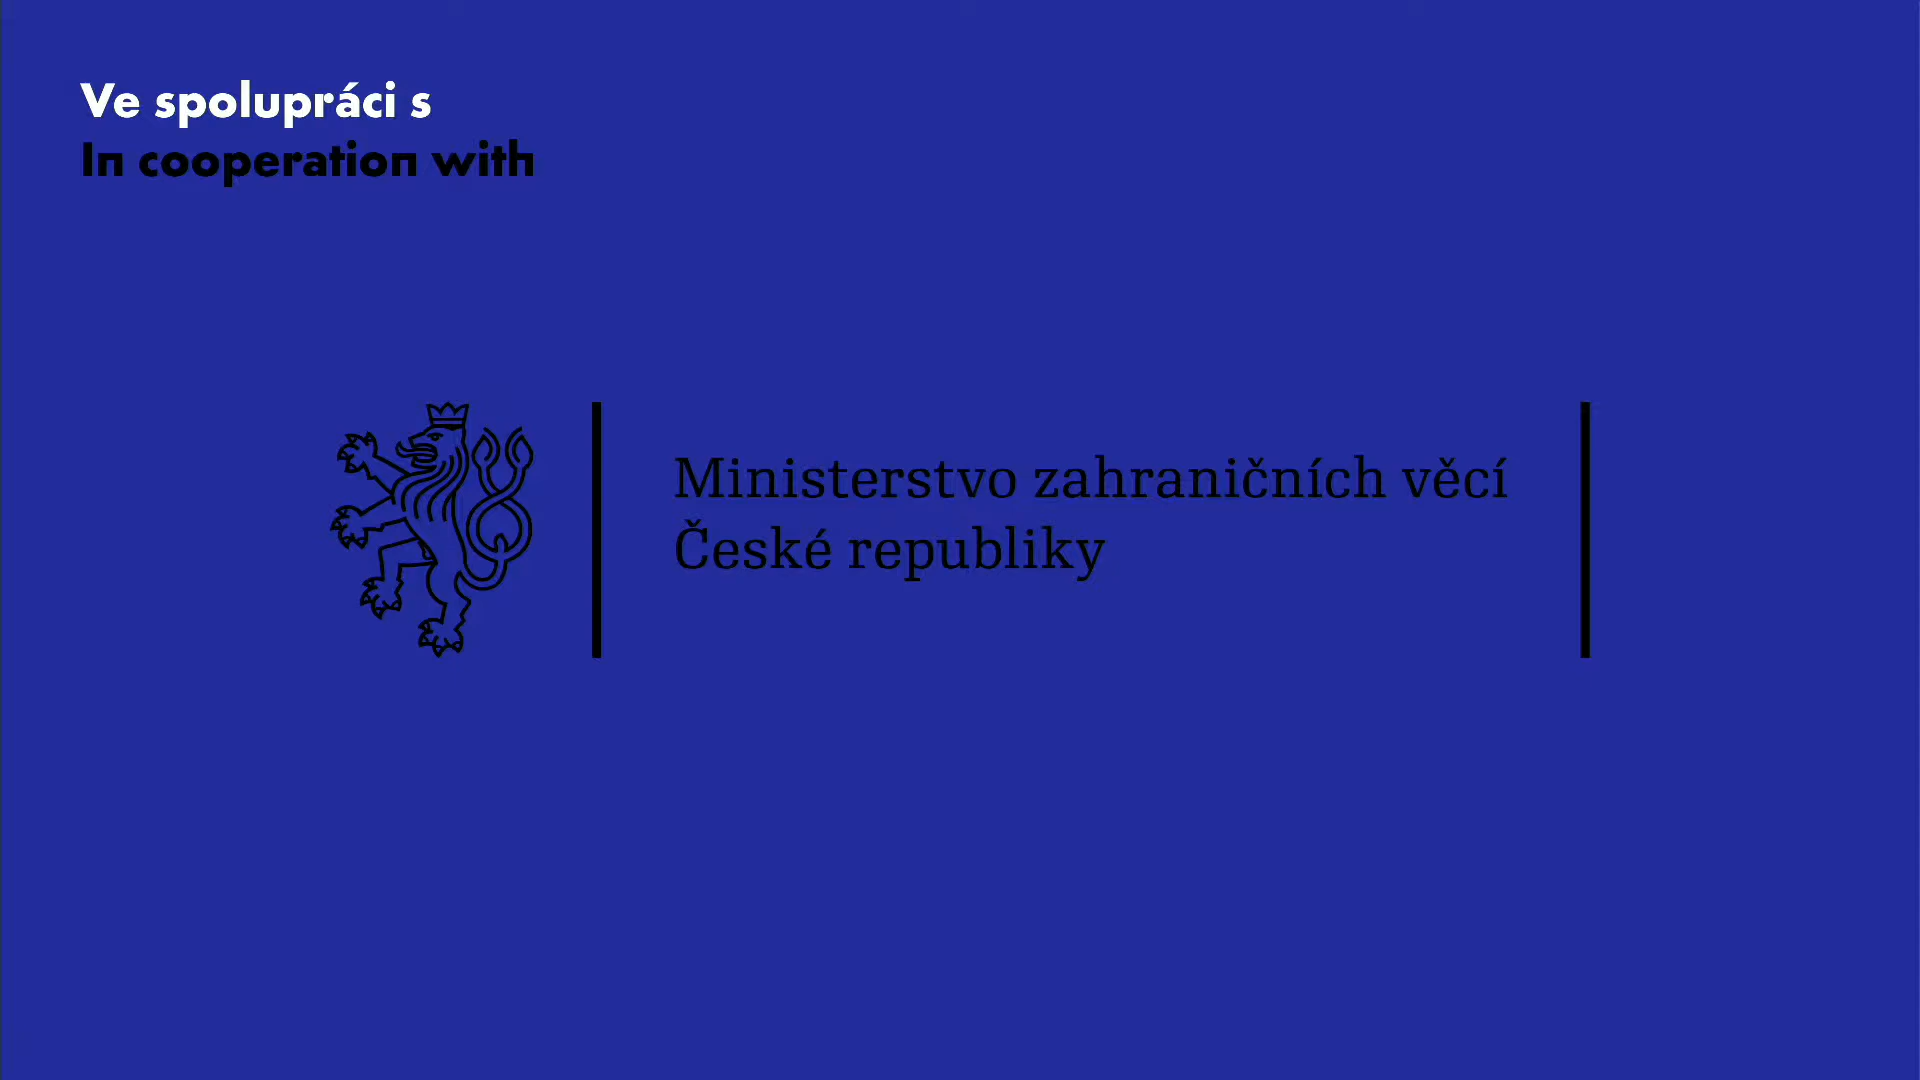 Ve spolupráci s
In cooperation with
Ministerstvo zahraničních věcí
České republiky